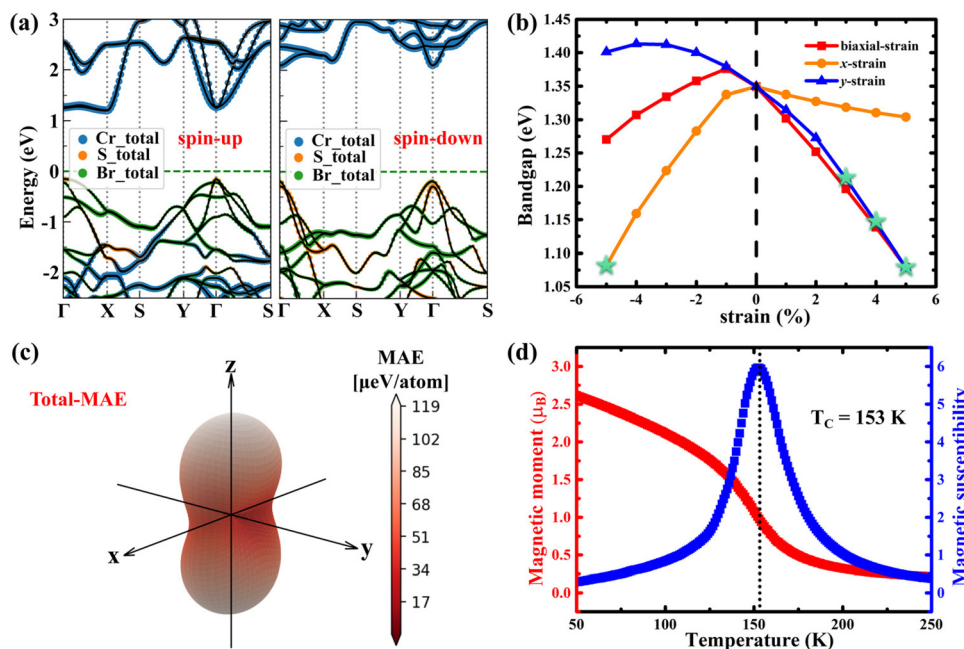 (a)
3
2
1
0
-1
-2
Energy (eV)
Cr_total
S_total
Br_total
spin-up
Γ X S Y Γ S
Cr_total
S_total
Br_total
spin-down
Γ X S Y Γ S
(b)
1.45
1.40
1.35
1.30
1.25
1.20
1.15
1.10
1.05
Bandgap (eV)
biaxial-strain
x-strain
y-strain
-6 -4 -2 0 2 4 6
strain (%)
(c)
Total-MAE
z
x
y
MAE
[µeV/atom]
119
102
85
68
51
34
17
(d)
3.0
2.5
2.0
1.5
1.0
0.5
0.0
Magnetic moment (μB)
TC = 153 K
6
5
4
3
2
1
0
Magnetic susceptibility
50 100 150 200 250
Temperature (K)